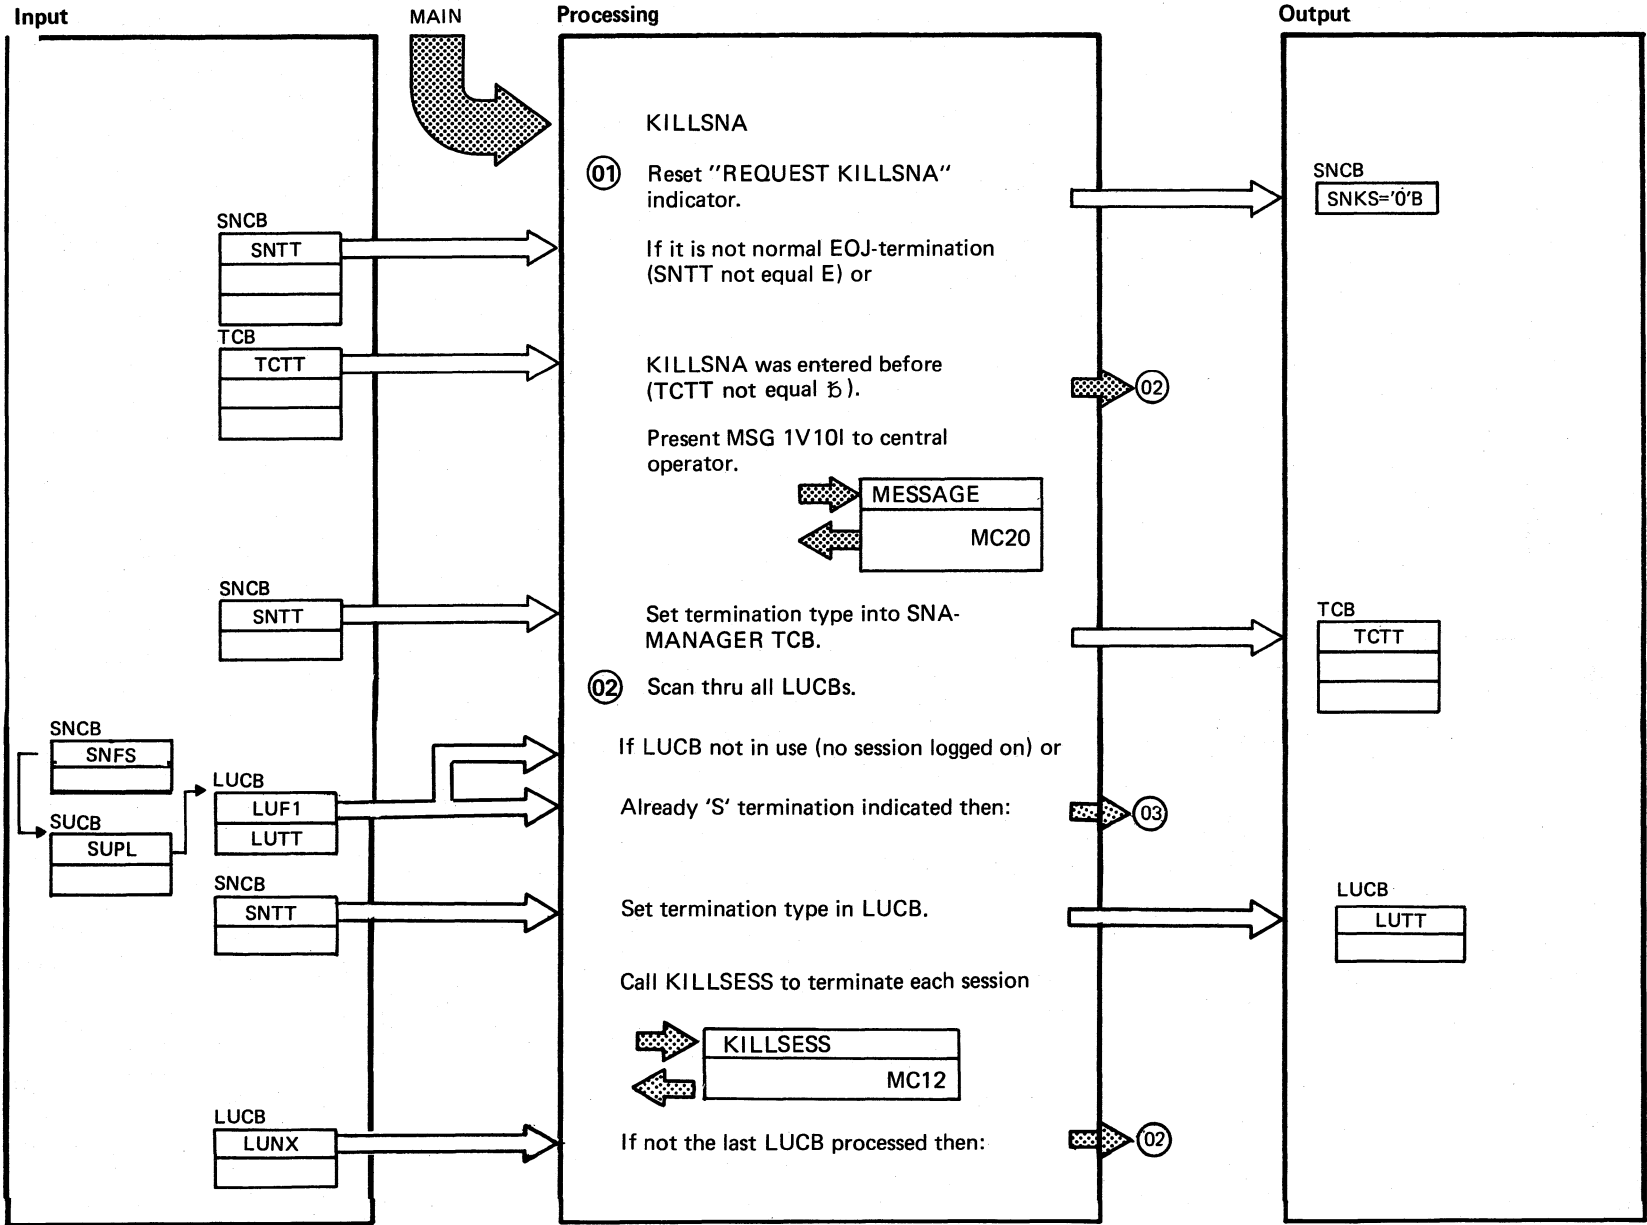 Input
MAIN
Processing
Output
KILLSNA
01 Reset "REQUEST KILLSNA"
indicator.
SNCB
SNKS='0'B
SNCB
SNTT
If it is not normal EOJ-termination
(SNTT not equal E) or
TCB
TCTT
KILLSNA was entered before
(TCTT not equal ␢).
02
Present MSG 1V10I to central
operator.
MESSAGE
MC20
SNCB
SNTT
Set termination type into SNA-
MANAGER TCB.
TCB
TCTT
02 Scan thru all LUCBs.
SNCB
SNFS
If LUCB not in use (no session logged on) or
LUCB
LUF1
LUTT
SUCB
SUPL
Already 'S' termination indicated then:
03
SNCB
SNTT
Set termination type in LUCB.
LUCB
LUTT
Call KILLSESS to terminate each session
KILLSESS
MC12
LUCB
LUNX
If not the last LUCB processed then:
02